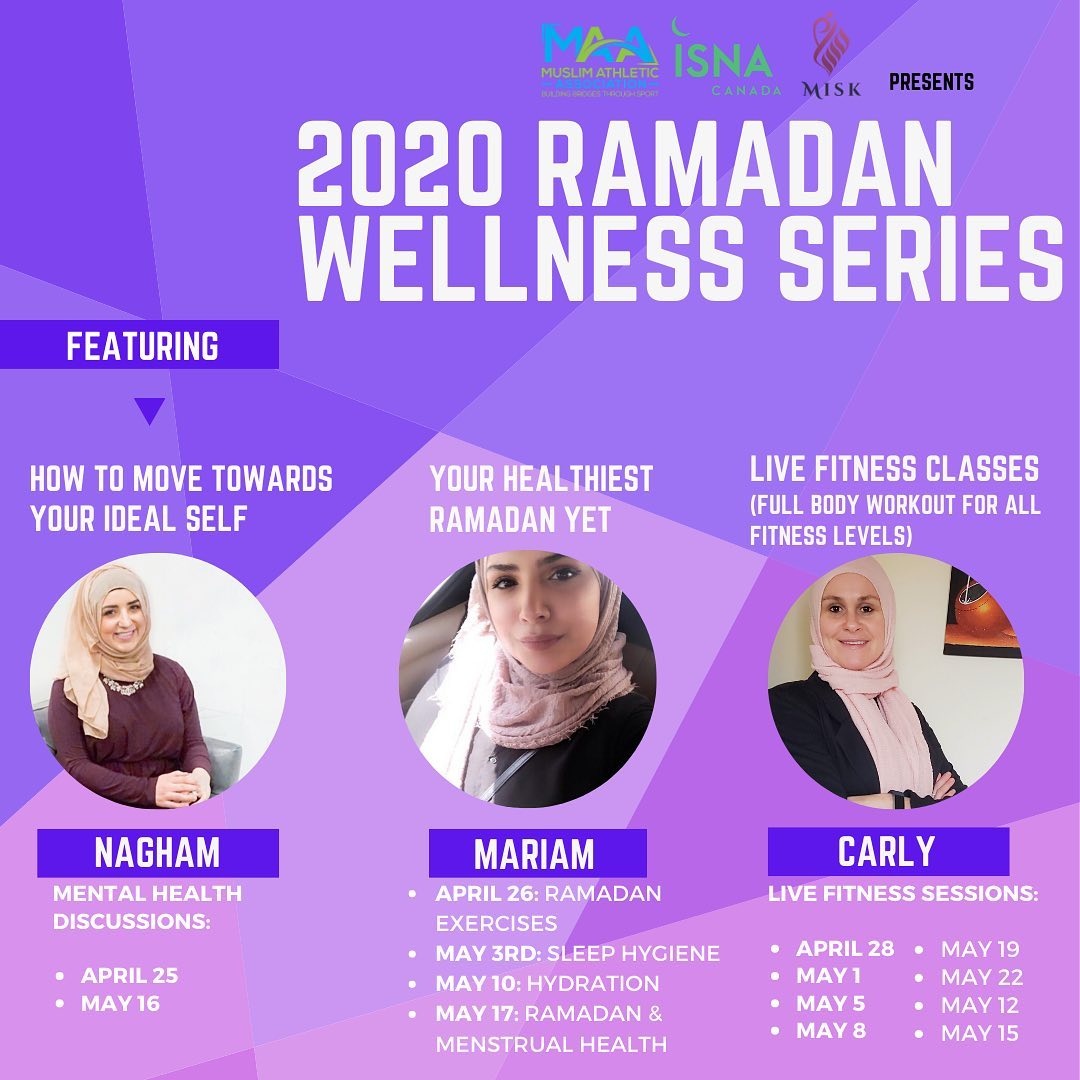 MAA
MUSLIM ATHLETIC
ASSOCIATION
BUILDING BRIDGES THROUGH SPORT
ISNA
CANADA
MISK
PRESENTS
2020 RAMADAN
WELLNESS SERIES
FEATURING
HOW TO MOVE TOWARDS
YOUR IDEAL SELF
NAGHAM
MENTAL HEALTH
DISCUSSIONS:
• APRIL 25
• MAY 16
YOUR HEALTHIEST
RAMADAN YET
MARIAM
• APRIL 26: RAMADAN
EXERCISES
• MAY 3RD: SLEEP HYGIENE
• MAY 10: HYDRATION
• MAY 17: RAMADAN &
MENSTRUAL HEALTH
LIVE FITNESS CLASSES
(FULL BODY WORKOUT FOR ALL
FITNESS LEVELS)
CARLY
LIVE FITNESS SESSIONS:
• APRIL 28
• MAY 1
• MAY 5
• MAY 8
• MAY 19
• MAY 22
• MAY 12
• MAY 15